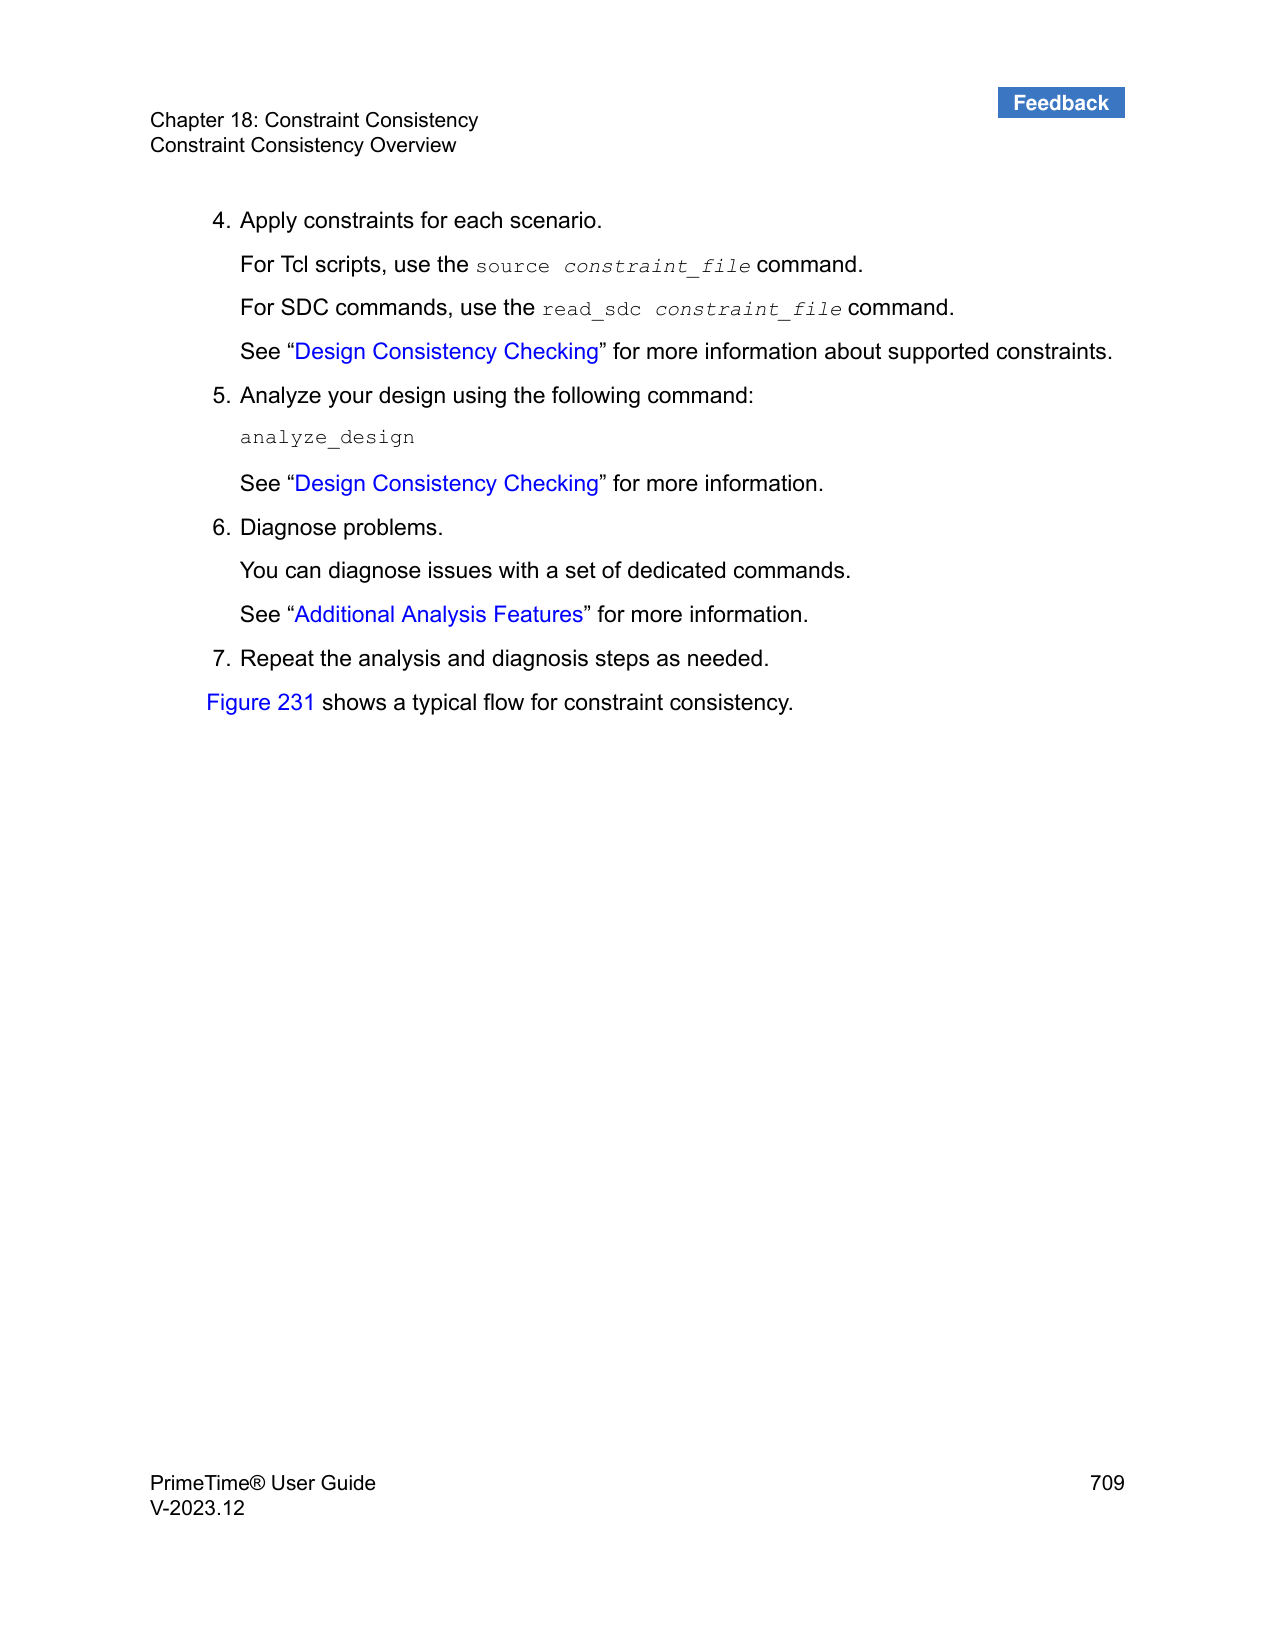 Feedback
Chapter 18: Constraint Consistency
Constraint Consistency Overview
4. Apply constraints for each scenario.
For Tcl scripts, use the source constraint_file command.
For SDC commands, use the read_sdc constraint_file command.
See “Design Consistency Checking” for more information about supported constraints.
5. Analyze your design using the following command:
analyze_design
See “Design Consistency Checking” for more information.
6. Diagnose problems.
You can diagnose issues with a set of dedicated commands.
See “Additional Analysis Features” for more information.
7. Repeat the analysis and diagnosis steps as needed.
Figure 231 shows a typical flow for constraint consistency.
PrimeTime® User Guide 709
V-2023.12